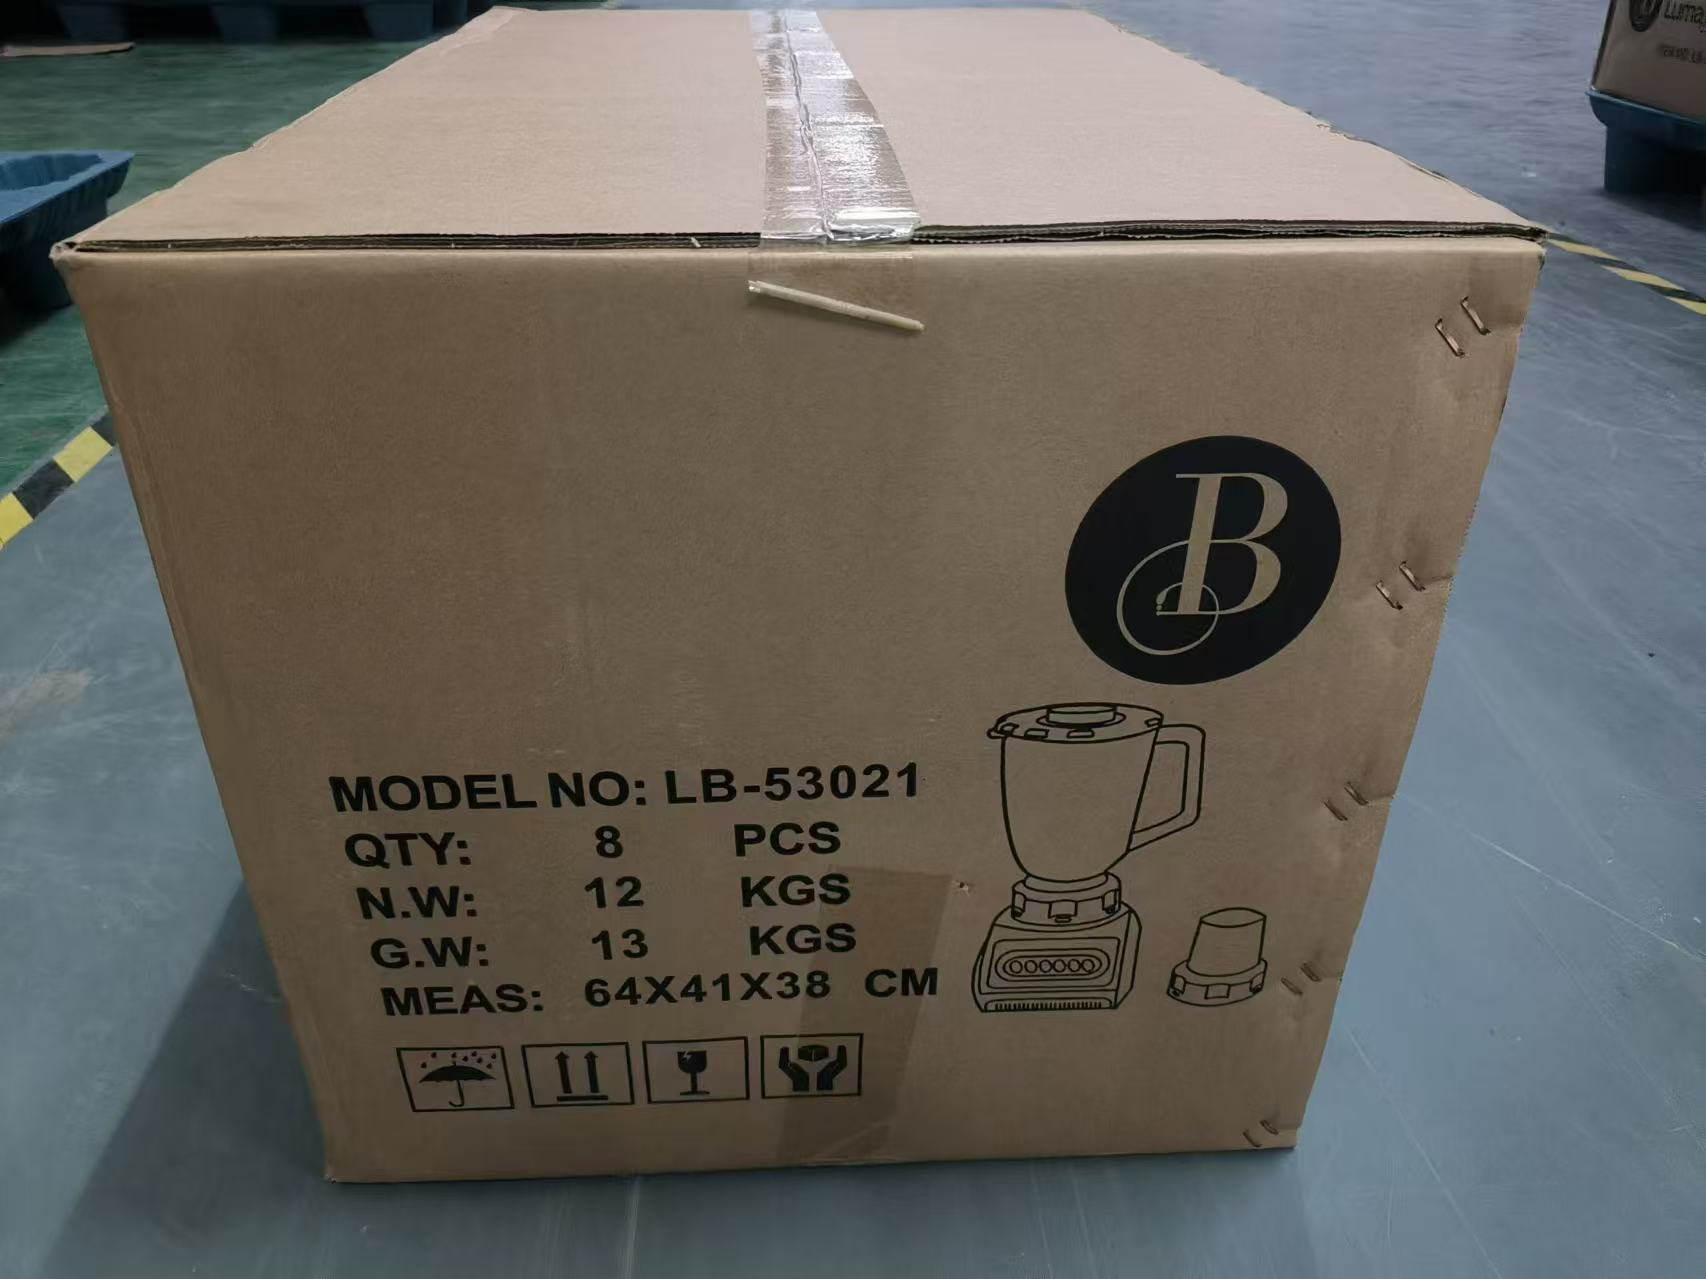 B
MODEL NO: LB-53021
QTY: 8 PCS
N.W: 12 KGS
G.W: 13 KGS
MEAS: 64X41X38 CM